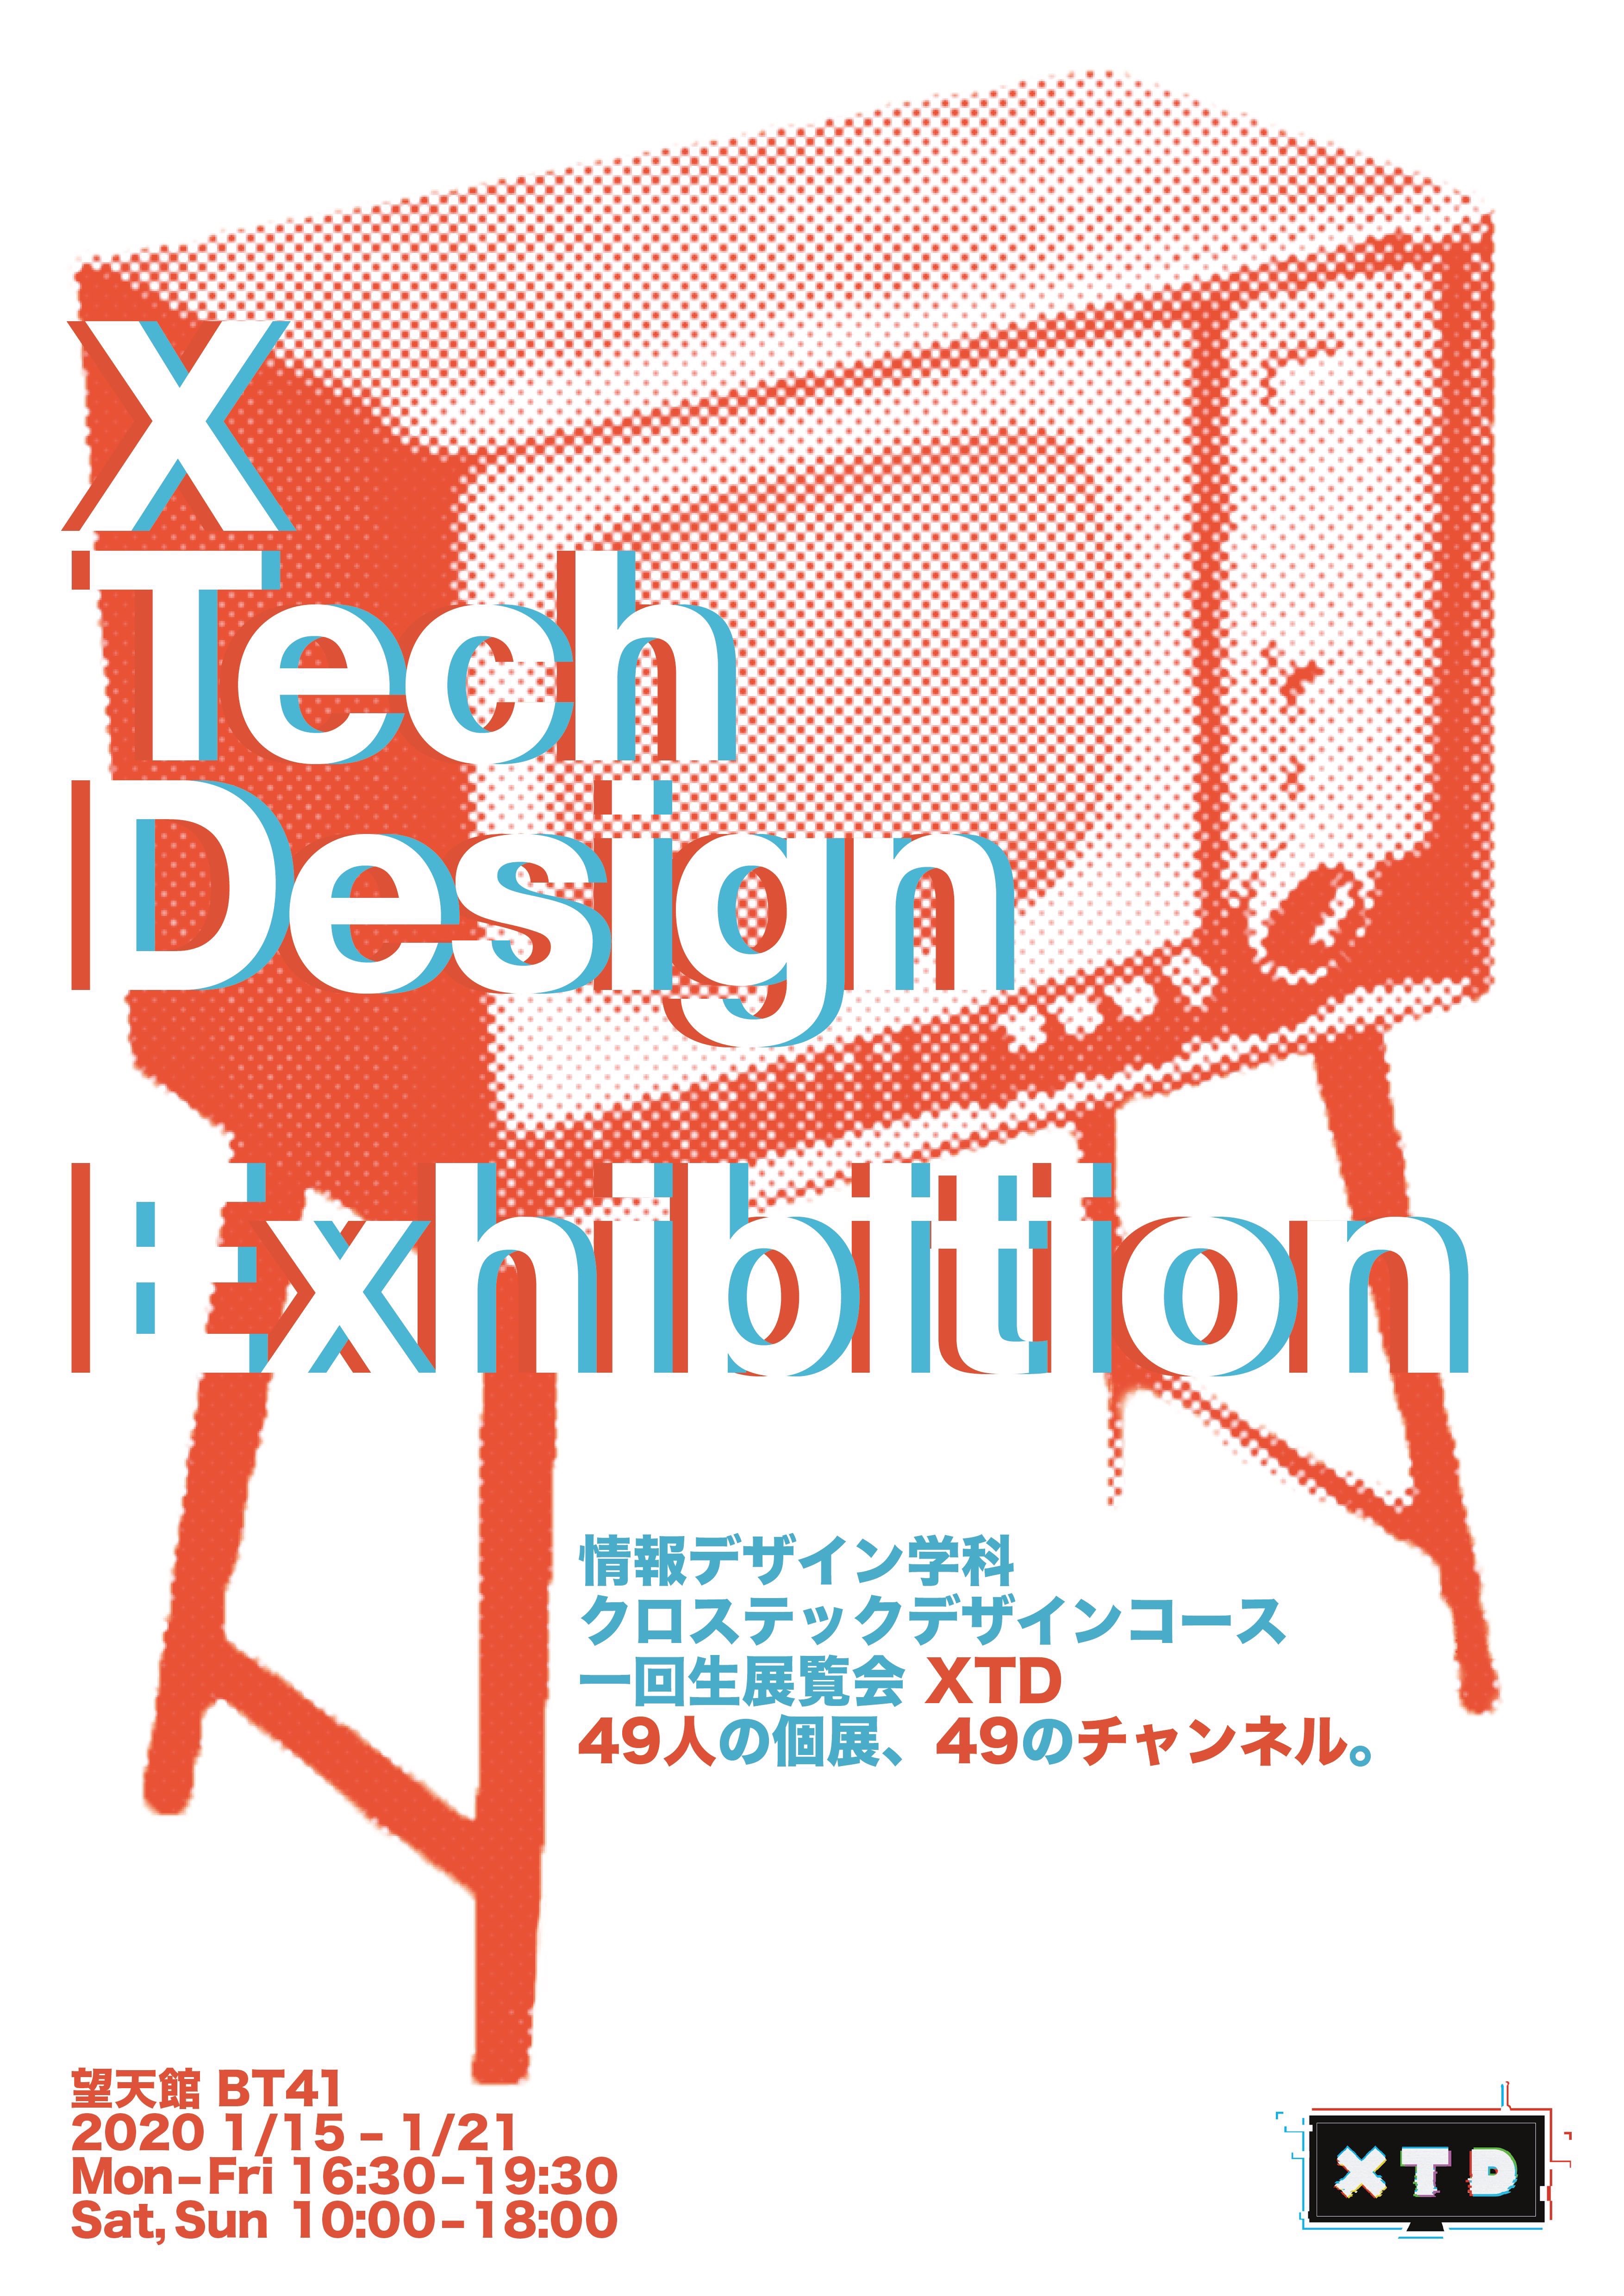 X
Tech
Design
Exhibition
情報デザイン学科
クロステックデザインコース
一回生展覧会 XTD
49人の個展、49のチャンネル。
望天館 BT41
2020 1/15 – 1/21
Mon–Fri 16:30–19:30
Sat, Sun 10:00–18:00
XTD